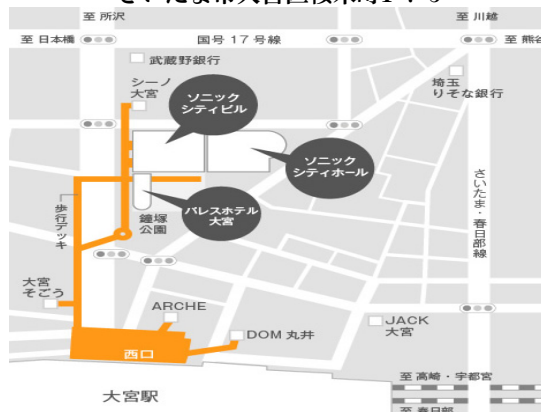 至 所沢
至 川越
至 日本橋
国号 17 号線
至 熊谷
武蔵野銀行
シーノ
大宮
ソニック
シティビル
埼玉
りそな銀行
ソニック
シティホール
さいたま・春日部線
パレスホテル
大宮
歩行デッキ
鐘塚
公園
大宮
そごう
ARCHE
DOM 丸井
JACK
大宮
西口
至 高崎・宇都宮
大宮駅
至 春日部